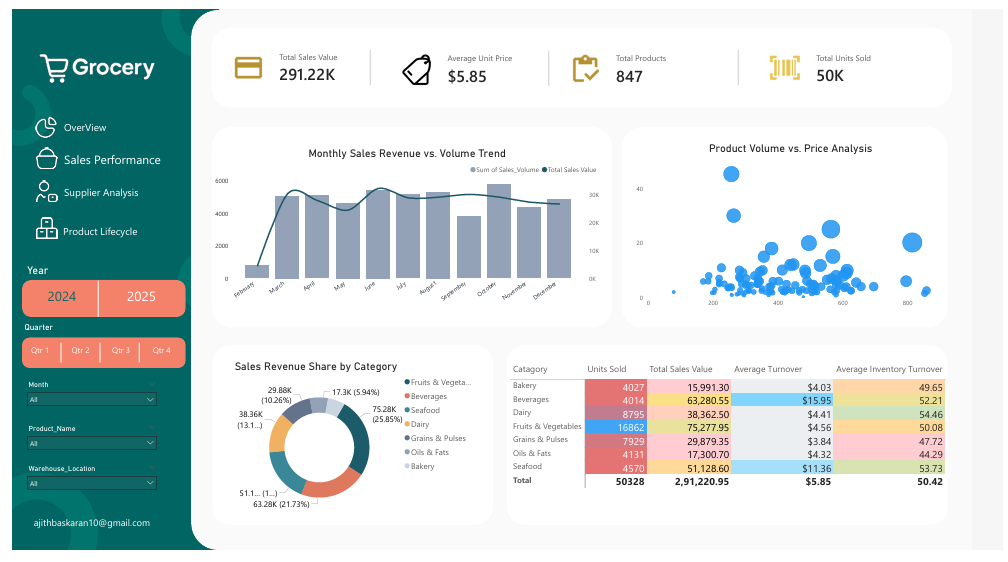 Grocery
OverView
Sales Performance
Supplier Analysis
Product Lifecycle
Year
2024 2025
Quarter
Qtr 1 Qtr 2 Qtr 3 Qtr 4
Month
All
Product_Name
All
Warehouse_Location
All
ajithbaskaran10@gmail.com
Total Sales Value
291.22K
Average Unit Price
$5.85
Total Products
847
Total Units Sold
50K
Monthly Sales Revenue vs. Volume Trend
Sum of Sales_Volume Total Sales Value
6000
4000
2000
0
30K
20K
10K
0K
February March April May June July August September October November December
Product Volume vs. Price Analysis
40
20
0
0 200 400 600 800
Sales Revenue Share by Category
29.88K
(10.26%)
17.3K (5.94%)
75.28K
(25.85%)
38.36K
(13.1...)
51.1... (1...)
63.28K (21.73%)
Fruits & Vegeta...
Beverages
Seafood
Dairy
Grains & Pulses
Oils & Fats
Bakery
Catagory Units Sold Total Sales Value Average Turnover Average Inventory Turnover
Bakery 4027 15,991.30 $4.03 49.65
Beverages 4014 63,280.55 $15.95 52.21
Dairy 8795 38,362.50 $4.41 54.46
Fruits & Vegetables 16862 75,277.95 $4.56 50.08
Grains & Pulses 7929 29,879.35 $3.84 47.72
Oils & Fats 4131 17,300.70 $4.32 44.29
Seafood 4570 51,128.60 $11.36 53.73
Total 50328 2,91,220.95 $5.85 50.42